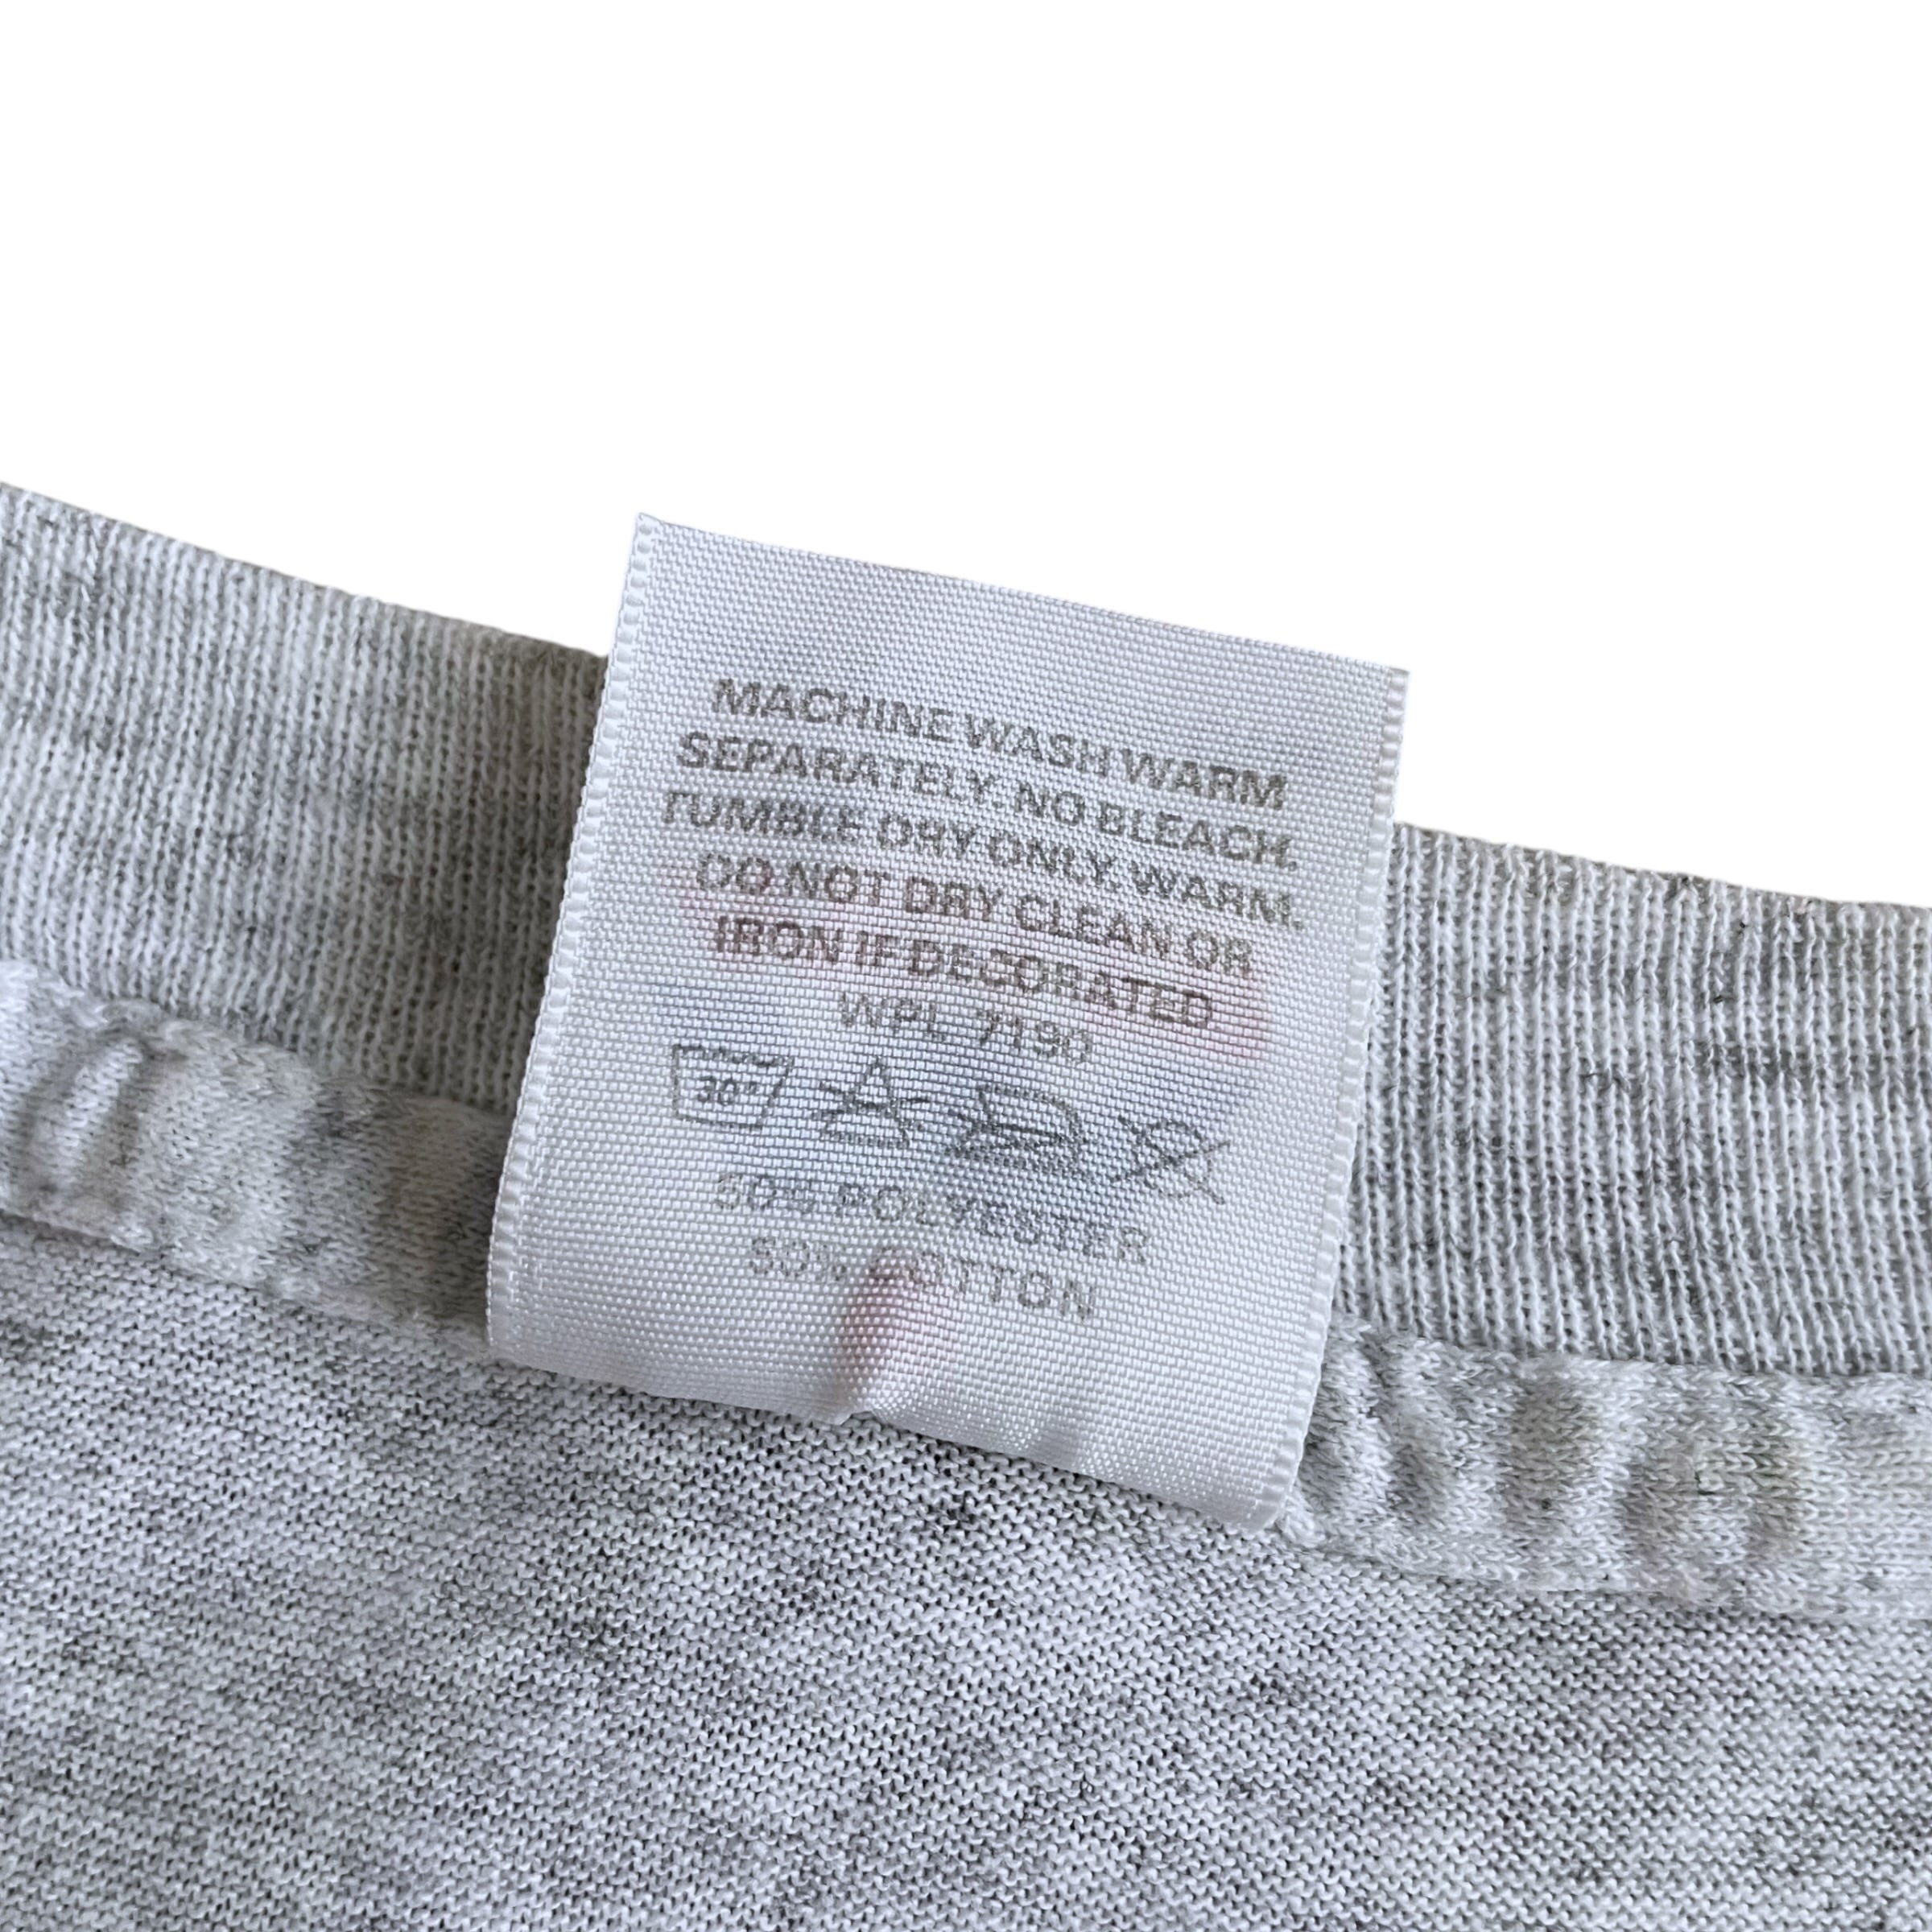 MACHINE WASH WARM
SEPARATELY. NO BLEACH.
TUMBLE DRY ONLY. WARM.
DO NOT DRY CLEAN OR
IRON IF DECORATED
WPL 7190
30°
50% POLYESTER
50% COTTON